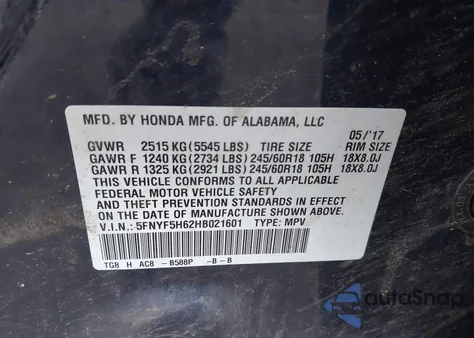 MFD. BY HONDA MFG. OF ALABAMA, LLC
05/'17
GVWR 2515 KG (5545 LBS) TIRE SIZE RIM SIZE
GAWR F 1240 KG (2734 LBS) 245/60R18 105H 18X8.0J
GAWR R 1325 KG (2921 LBS) 245/60R18 105H 18X8.0J
THIS VEHICLE CONFORMS TO ALL APPLICABLE
FEDERAL MOTOR VEHICLE SAFETY
AND THEFT PREVENTION STANDARDS IN EFFECT ON
THE DATE OF MANUFACTURE SHOWN ABOVE.
V.I.N.: 5FNYF5H62HB021601 TYPE: MPV
TG8 H AC8 - B588P -B-B
autoSnap